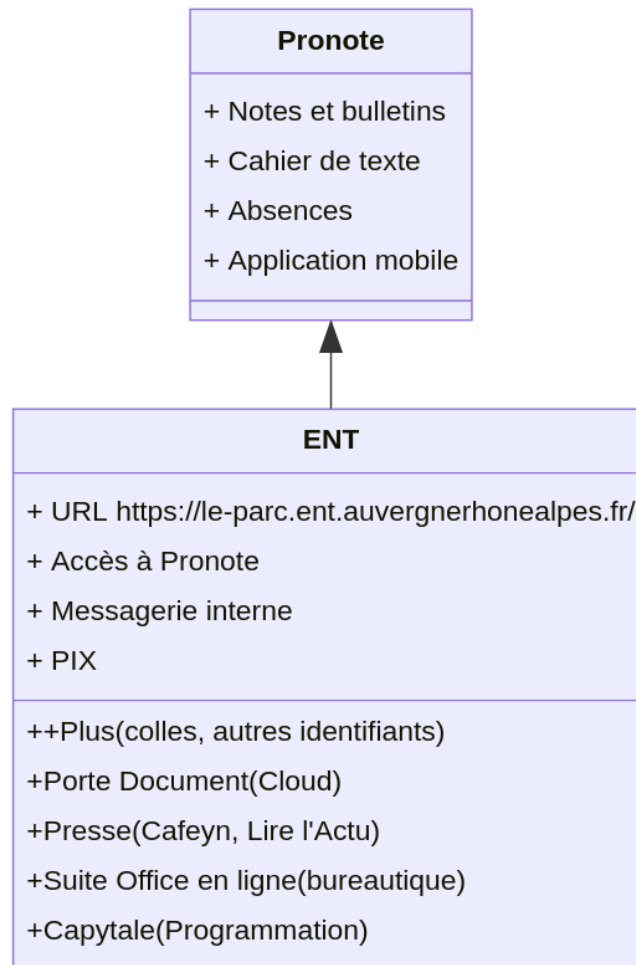 Pronote
+ Notes et bulletins
+ Cahier de texte
+ Absences
+ Application mobile
ENT
+ URL https://le-parc.ent.auvergnerhonealpes.fr/
+ Accès à Pronote
+ Messagerie interne
+ PIX
++Plus(colles, autres identifiants)
+Porte Document(Cloud)
+Presse(Cafeyn, Lire l'Actu)
+Suite Office en ligne(bureautique)
+Capytale(Programmation)